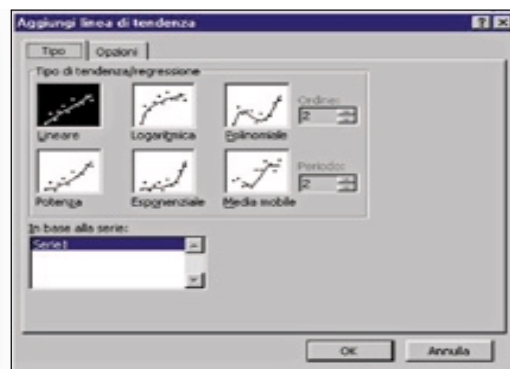 Aggiungi linea di tendenza
Tipo Opzioni
Tipo di tendenza/regressione
Lineare Logaritmica Polinomiale Ordine: 2
Potenza Esponenziale Media mobile Periodo: 2
In base alla serie:
Serie1
OK Annulla